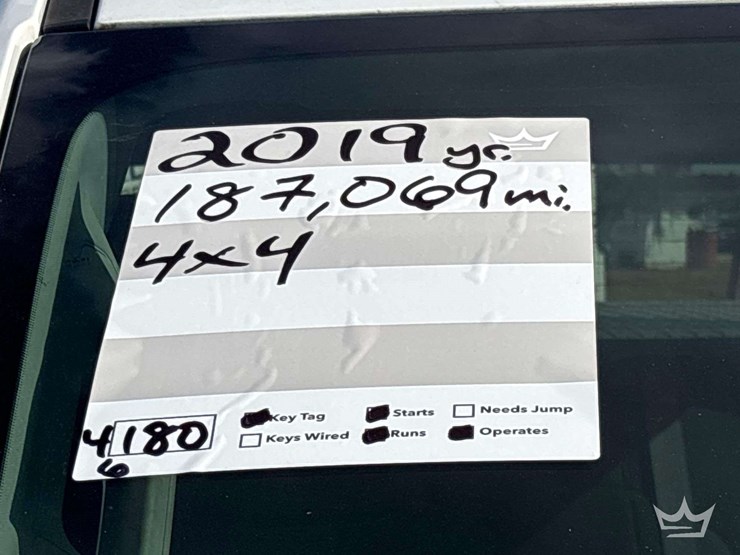 2019 yr.
187,069 mi.
4x4
Key Tag Starts Needs Jump
Keys Wired Runs Operates
4180
6